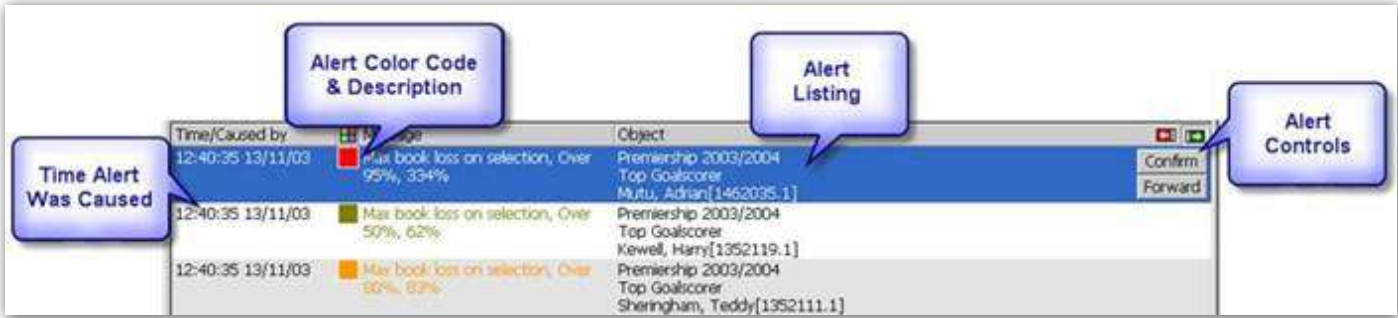 Alert Color Code
& Description
Alert
Listing
Alert
Controls
Time Alert
Was Caused
Time/Caused by
Object
12:40:35 13/11/03
Max book loss on selection, Over
95%, 334%
Premiership 2003/2004
Top Goalscorer
Mutu, Adrian[1462035.1]
Confirm
Forward
12:40:35 13/11/03
Max book loss on selection, Over
50%, 62%
Premiership 2003/2004
Top Goalscorer
Kewell, Harry[1352119.1]
12:40:35 13/11/03
Max book loss on selection, Over
80%, 83%
Premiership 2003/2004
Top Goalscorer
Sheringham, Teddy[1352111.1]